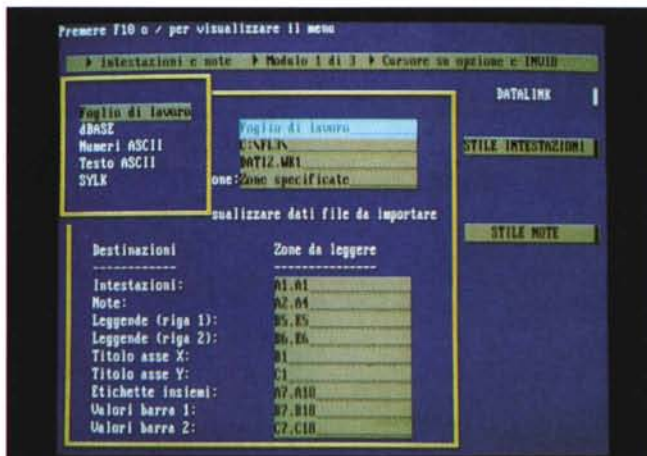 Premere F10 o / per visualizzare il menu
Intestazioni e note Modulo 1 di 3 Cursore su opzione e INVIO
DATALINK
Foglio di lavoro
dBASE
Numeri ASCII
Testo ASCII
SYLK
Foglio di lavoro
DATI2.WK1
one: Zone specificate
STILE INTESTAZIONI
sualizzare dati file da importare
STILE NOTE
Destinazioni Zone da leggere
Intestazioni: A1.A1
Note: A2.A4
Leggende (riga 1): B5.E5
Leggende (riga 2): B6.E6
Titolo asse X: B1
Titolo asse Y: C1
Etichette insiemi: A7.A18
Valori barra 1: B7.B18
Valori barra 2: C7.C18